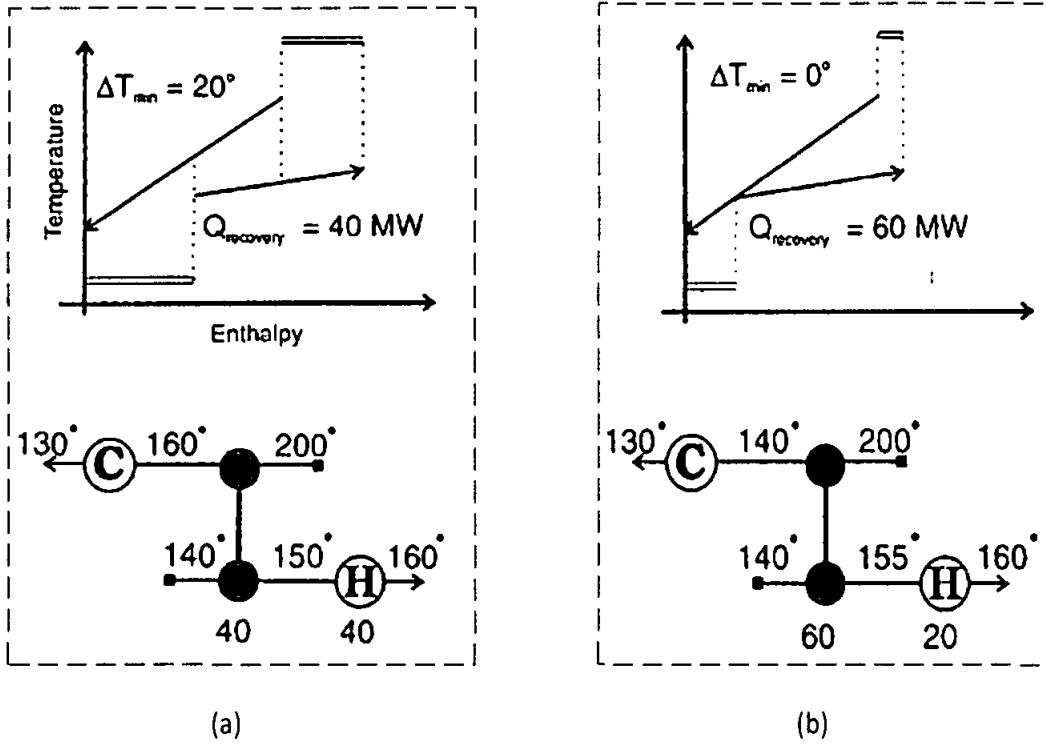 ΔTmin = 20°
Temperature
Qrecovery = 40 MW
Enthalpy
130° C 160° 200°
140° 150° H 160°
40 40
(a)
ΔTmin = 0°
Qrecovery = 60 MW
130° C 140° 200°
140° 155° H 160°
60 20
(b)